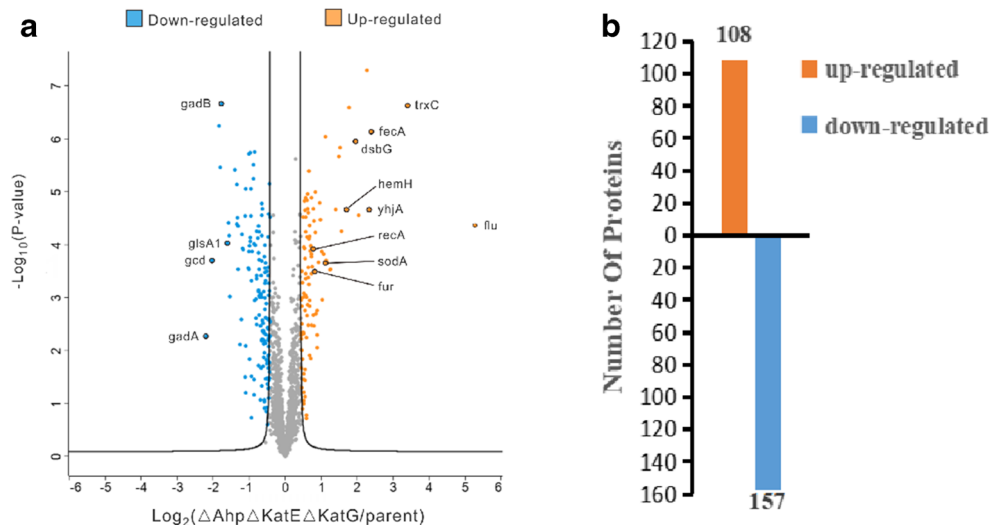 a
Down-regulated
Up-regulated
7
6
5
4
3
2
1
0
-Log10(P-value)
gadB
glsA1
gcd
gadA
trxC
fecA
dsbG
hemH
yhjA
flu
recA
sodA
fur
-6 -5 -4 -3 -2 -1 0 1 2 3 4 5 6
Log2(△Ahp△KatE△KatG/parent)
b
108
up-regulated
down-regulated
120
100
80
60
40
20
0
20
40
60
80
100
120
140
160
Number Of Proteins
157